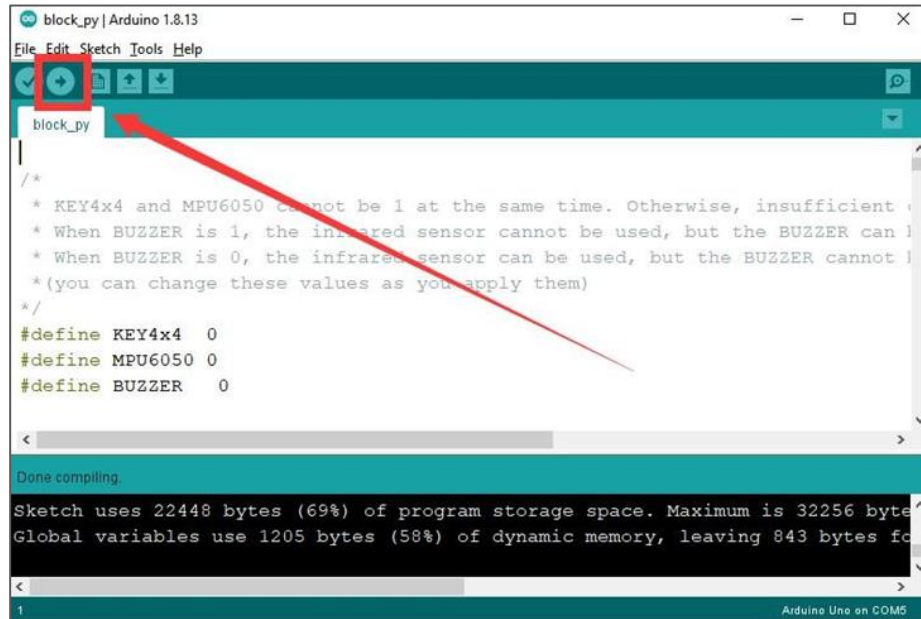 block_py | Arduino 1.8.13
File Edit Sketch Tools Help
block_py
/*
* KEY4x4 and MPU6050 cannot be 1 at the same time. Otherwise, insufficient
* When BUZZER is 1, the infrared sensor cannot be used, but the BUZZER can
* When BUZZER is 0, the infrared sensor can be used, but the BUZZER cannot
*(you can change these values as you apply them)
*/
#define KEY4x4 0
#define MPU6050 0
#define BUZZER 0
Done compiling.
Sketch uses 22448 bytes (69%) of program storage space. Maximum is 32256 byte
Global variables use 1205 bytes (58%) of dynamic memory, leaving 843 bytes fo
1 Arduino Uno on COM5